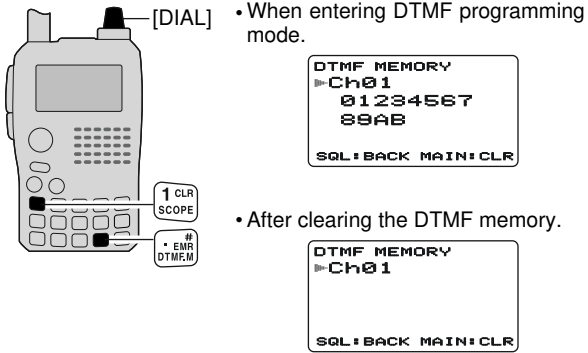 [DIAL]
1 CLR
SCOPE
#
. EMR
DTMF.M
• When entering DTMF programming
mode.
DTMF MEMORY
Ch01
01234567
89AB
SQL:BACK MAIN:CLR
• After clearing the DTMF memory.
DTMF MEMORY
Ch01
SQL:BACK MAIN:CLR